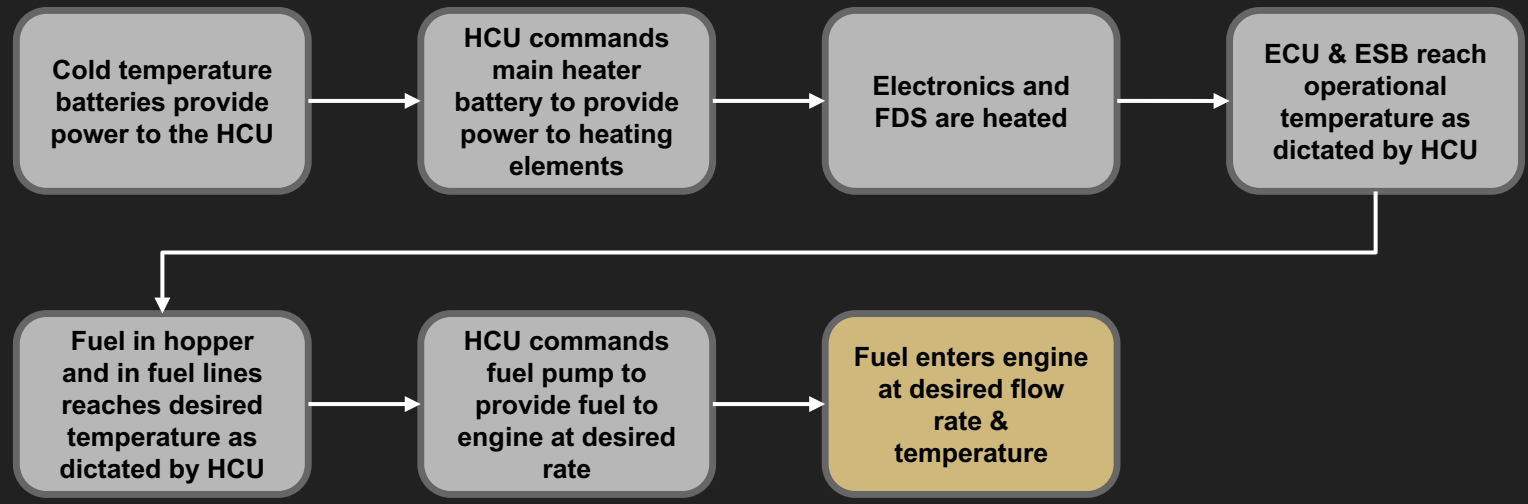 Cold temperature
batteries provide
power to the HCU
HCU commands
main heater
battery to provide
power to heating
elements
Electronics and
FDS are heated
ECU & ESB reach
operational
temperature as
dictated by HCU
Fuel in hopper
and in fuel lines
reaches desired
temperature as
dictated by HCU
HCU commands
fuel pump to
provide fuel to
engine at desired
rate
Fuel enters engine
at desired flow
rate &
temperature